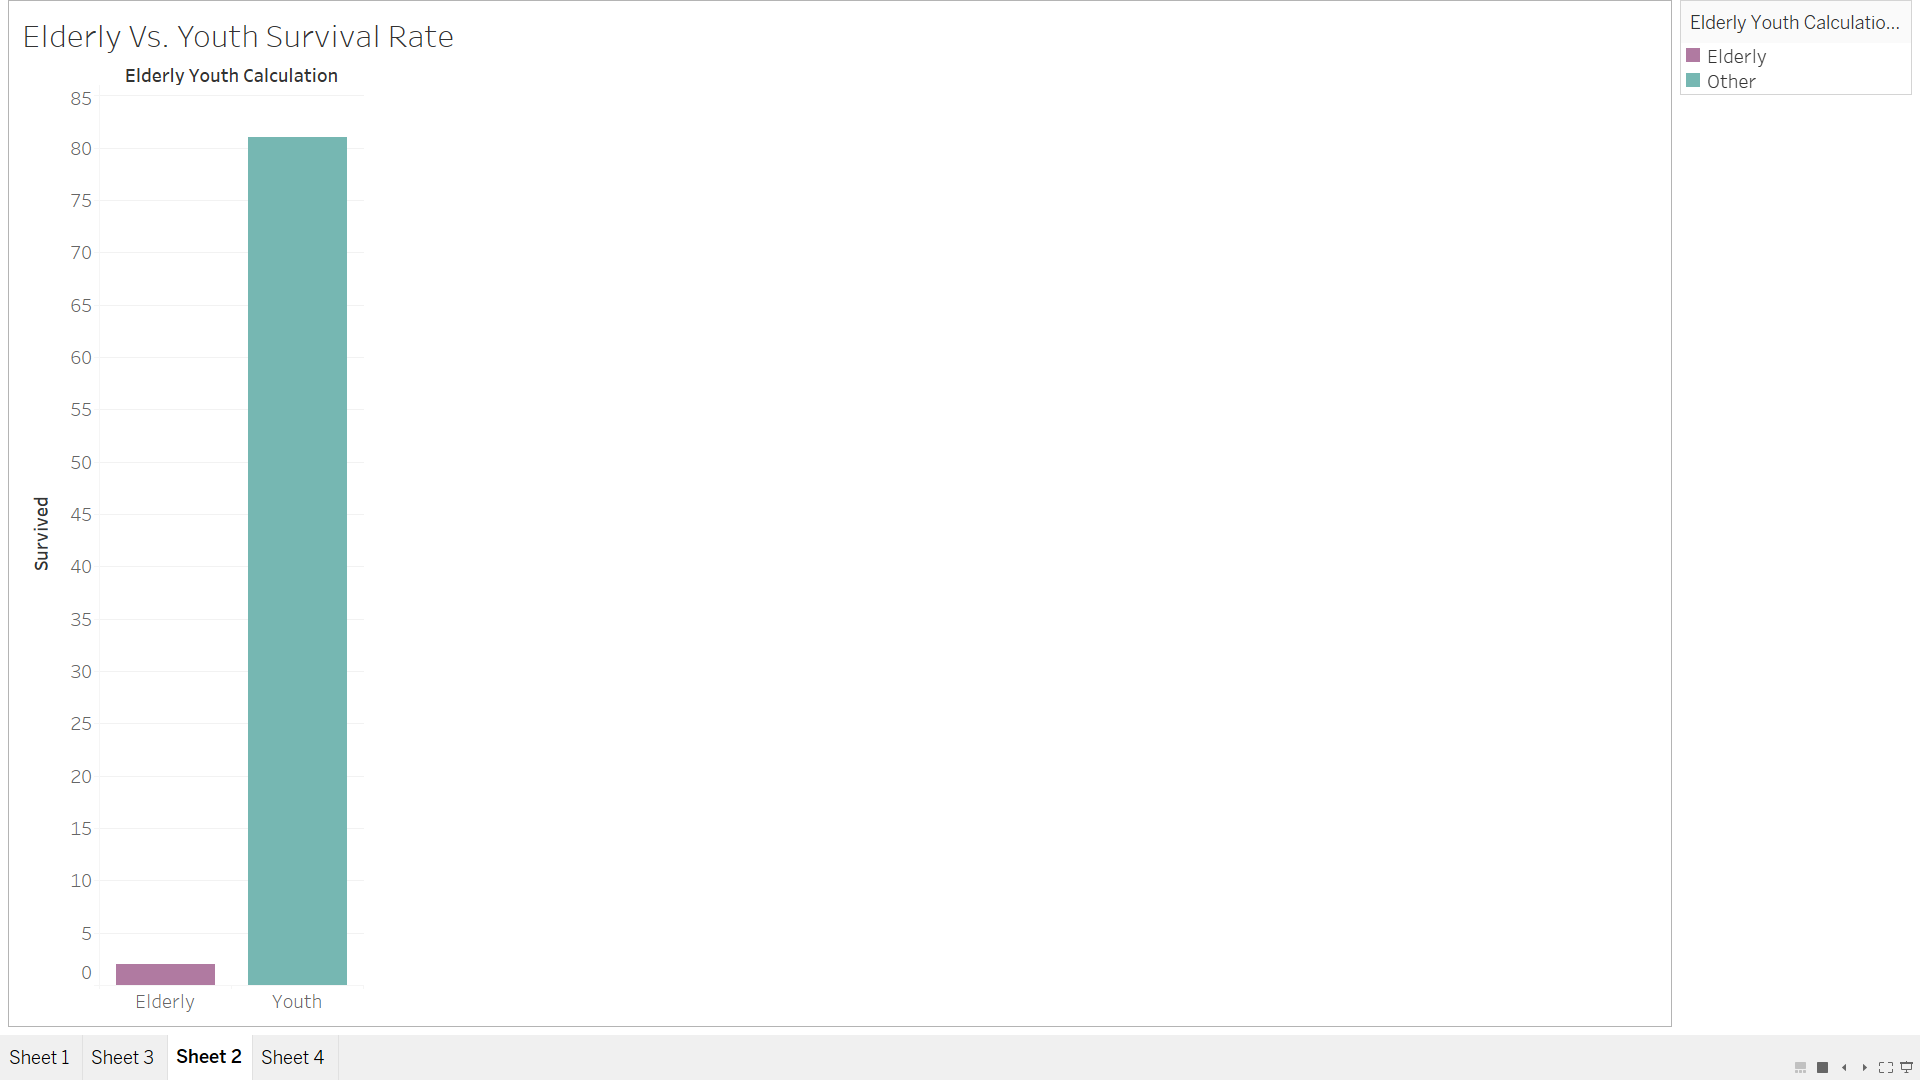 Elderly Vs. Youth Survival Rate
Elderly Youth Calculation
85
80
75
70
65
60
55
50
45
40
35
30
25
20
15
10
5
0
Survived
Elderly
Youth
Elderly Youth Calculatio...
Elderly
Other
Sheet 1
Sheet 3
Sheet 2
Sheet 4